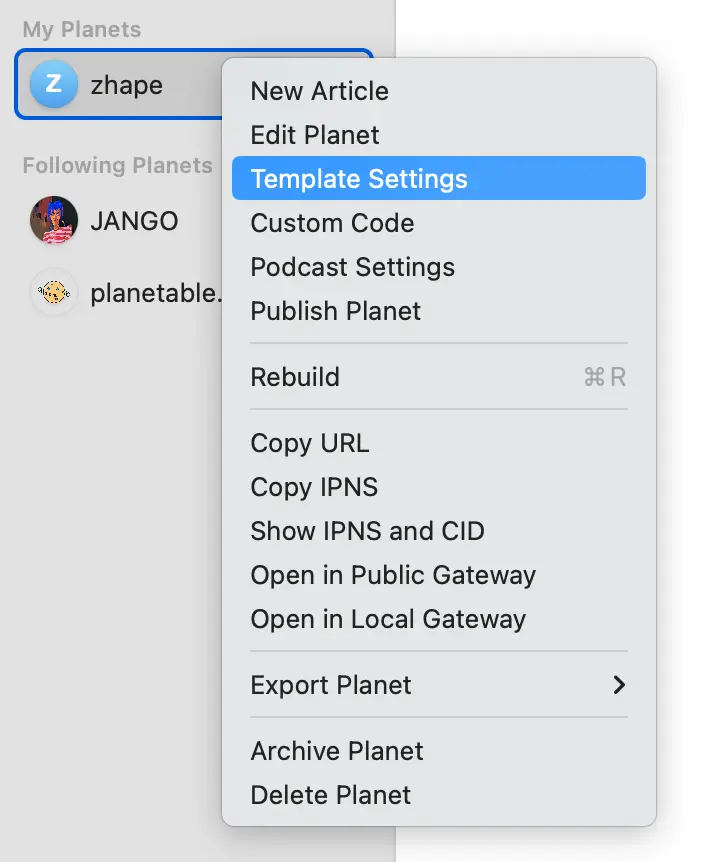 My Planets
Z
zhape
Following Planets
JANGO
planetable.
New Article
Edit Planet
Template Settings
Custom Code
Podcast Settings
Publish Planet
Rebuild ⌘R
Copy URL
Copy IPNS
Show IPNS and CID
Open in Public Gateway
Open in Local Gateway
Export Planet
Archive Planet
Delete Planet